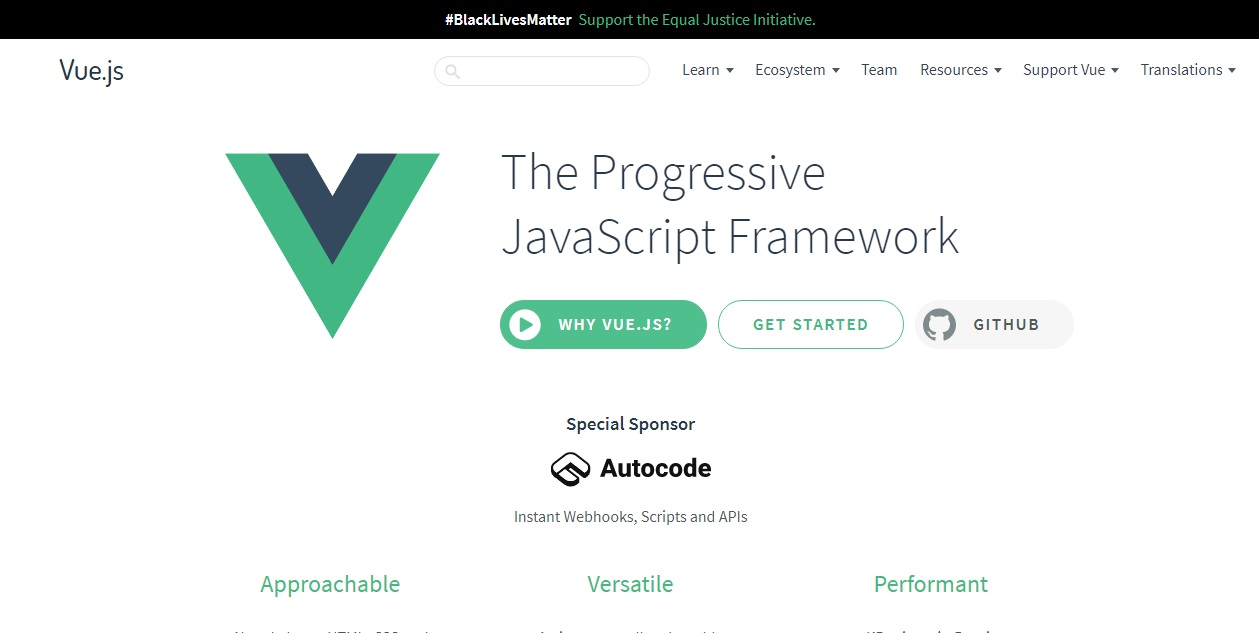 #BlackLivesMatter Support the Equal Justice Initiative.
Vue.js
Learn Ecosystem Team Resources Support Vue Translations
The Progressive
JavaScript Framework
WHY VUE.JS? GET STARTED GITHUB
Special Sponsor
Autocode
Instant Webhooks, Scripts and APIs
Approachable Versatile Performant